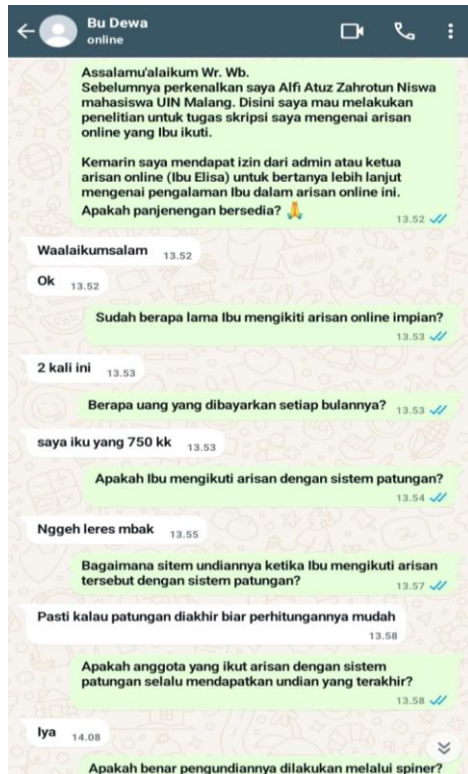 Bu Dewa
online
Assalamu'alaikum Wr. Wb.
Sebelumnya perkenalkan saya Alfi Atuz Zahrotun Niswa
mahasiswa UIN Malang. Disini saya mau melakukan
penelitian untuk tugas skripsi saya mengenai arisan
online yang Ibu ikuti.
Kemarin saya mendapat izin dari admin atau ketua
arisan online (Ibu Elisa) untuk bertanya lebih lanjut
mengenai pengalaman Ibu dalam arisan online ini.
Apakah panjenengan bersedia? 🙏
13.52
Waalaikumsalam 13.52
Ok 13.52
Sudah berapa lama Ibu mengikiti arisan online impian?
13.53
2 kali ini 13.53
Berapa uang yang dibayarkan setiap bulannya? 13.53
saya iku yang 750 kk 13.53
Apakah Ibu mengikuti arisan dengan sistem patungan?
13.54
Nggeh leres mbak 13.55
Bagaimana sitem undiannya ketika Ibu mengikuti arisan
tersebut dengan sistem patungan?
13.57
Pasti kalau patungan diakhir biar perhitungannya mudah
13.58
Apakah anggota yang ikut arisan dengan sistem
patungan selalu mendapatkan undian yang terakhir?
13.58
Iya 14.08
Apakah benar pengundiannya dilakukan melalui spiner?